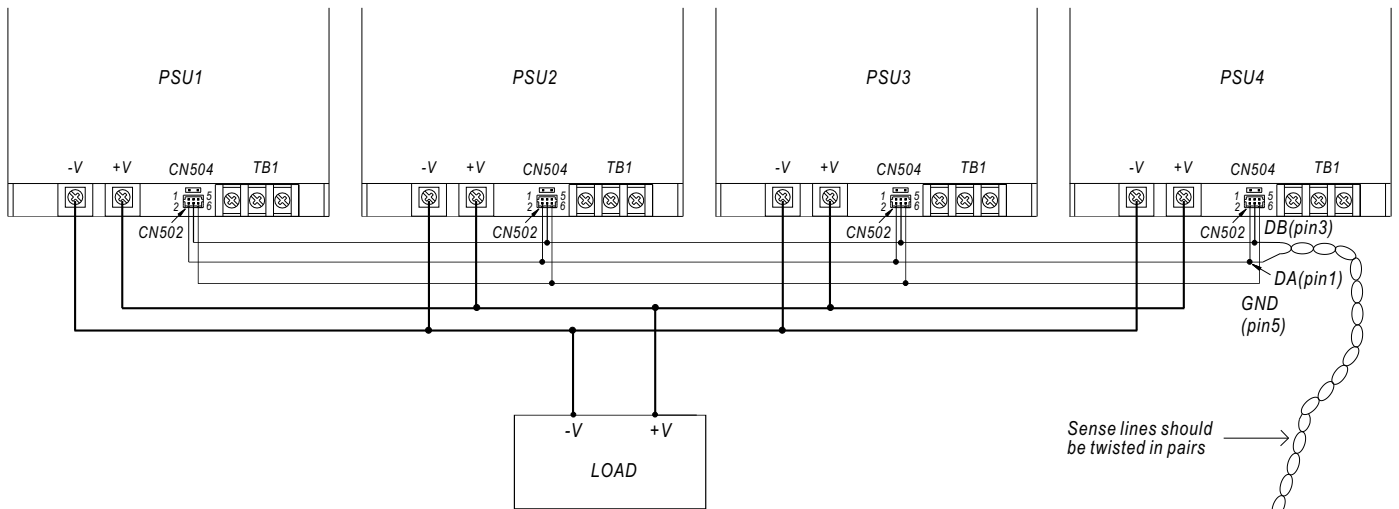 PSU1
PSU2
PSU3
PSU4
-V
+V
CN504
TB1
-V
+V
CN504
TB1
-V
+V
CN504
TB1
-V
+V
CN504
TB1
1
5
2
6
1
5
2
6
1
5
2
6
1
5
2
6
CN502
CN502
CN502
CN502
DB(pin3)
DA(pin1)
GND
(pin5)
-V
+V
LOAD
Sense lines should
be twisted in pairs